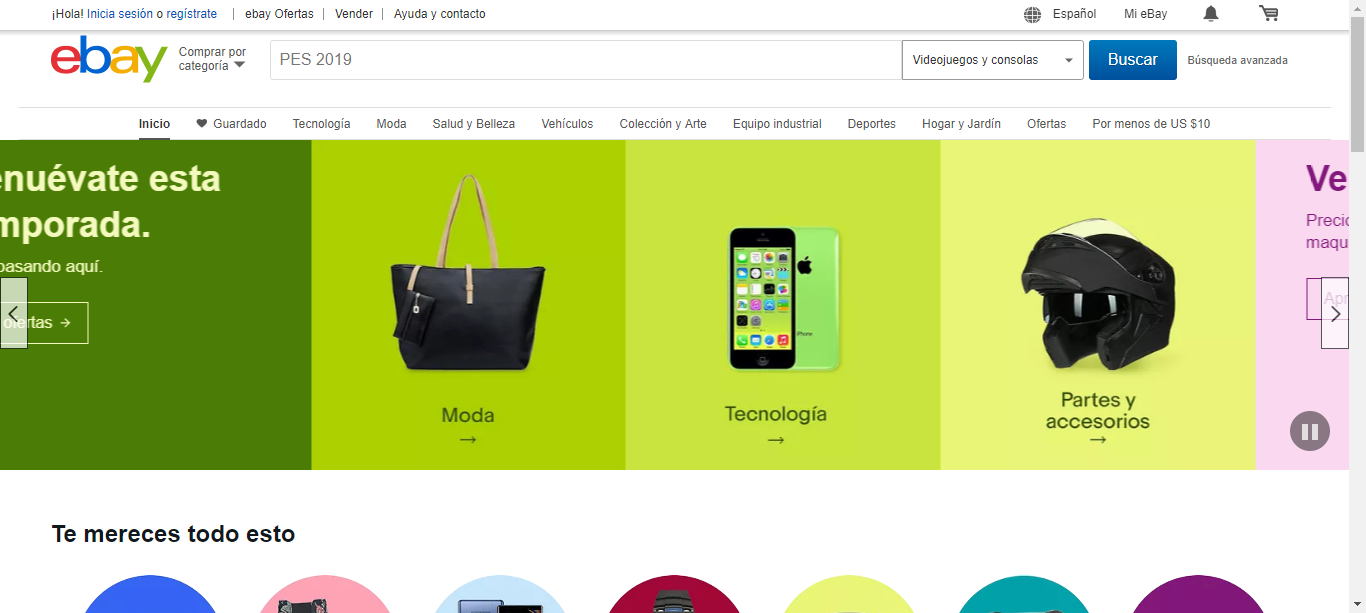 ¡Hola! Inicia sesión o regístrate | ebay Ofertas | Vender | Ayuda y contacto
Español Mi eBay
ebay
Comprar por
categoría
PES 2019
Videojuegos y consolas
Buscar
Búsqueda avanzada
Inicio Guardado Tecnología Moda Salud y Belleza Vehículos Colección y Arte Equipo industrial Deportes Hogar y Jardín Ofertas Por menos de US $10
enuévate esta
mporada.
pasando aquí.
ofertas →
Moda
→
Tecnología
→
iPhone
Partes y
accesorios
→
Ve
Precio
maqu
Apr
Te mereces todo esto